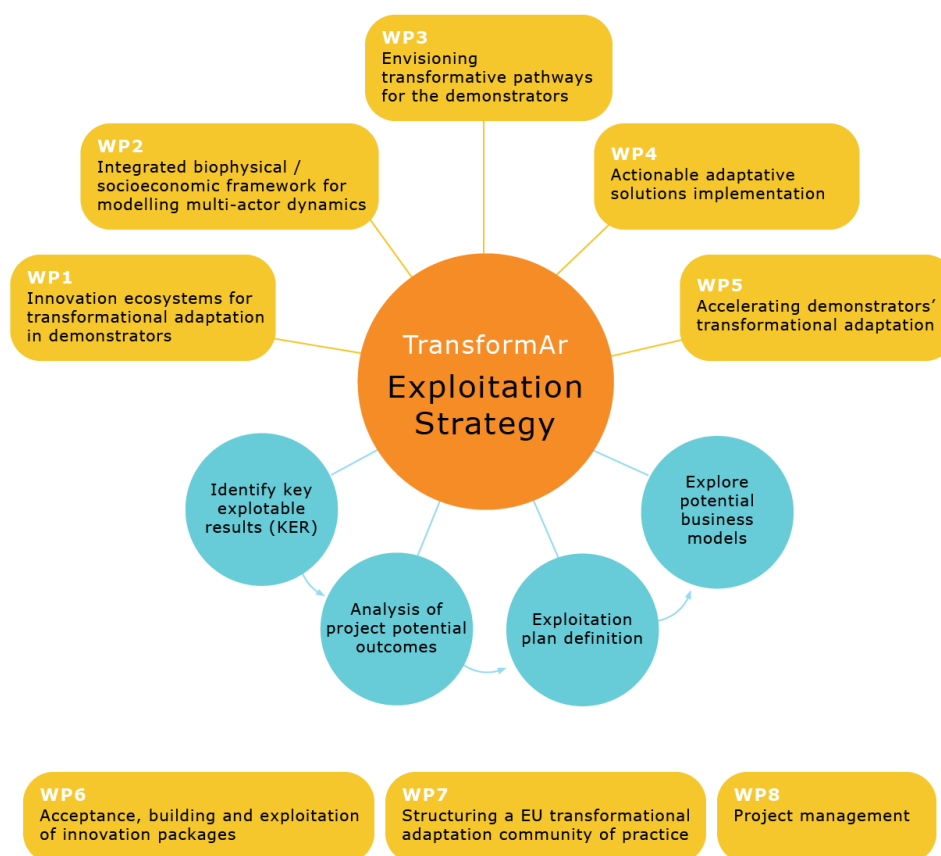 WP3
Envisioning
transformative pathways
for the demonstrators
WP2
Integrated biophysical /
socioeconomic framework for
modelling multi-actor dynamics
WP4
Actionable adaptative
solutions implementation
WP1
Innovation ecosystems for
transformational adaptation
in demonstrators
WP5
Accelerating demonstrators’
transformational adaptation
TransformAr
Exploitation
Strategy
Identify key
explotable
results (KER)
Analysis of
project potential
outcomes
Exploitation
plan definition
Explore
potential
business
models
WP6
Acceptance, building and exploitation
of innovation packages
WP7
Structuring a EU transformational
adaptation community of practice
WP8
Project management